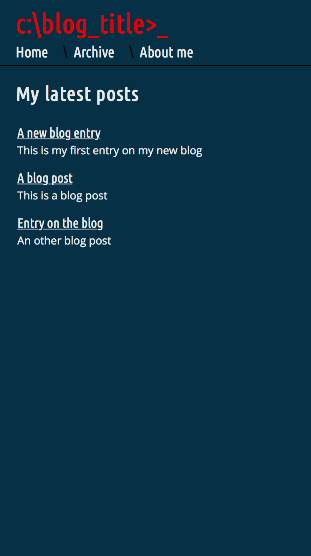 c:\blog_title>_
Home \ Archive \ About me
My latest posts
A new blog entry
This is my first entry on my new blog
A blog post
This is a blog post
Entry on the blog
An other blog post